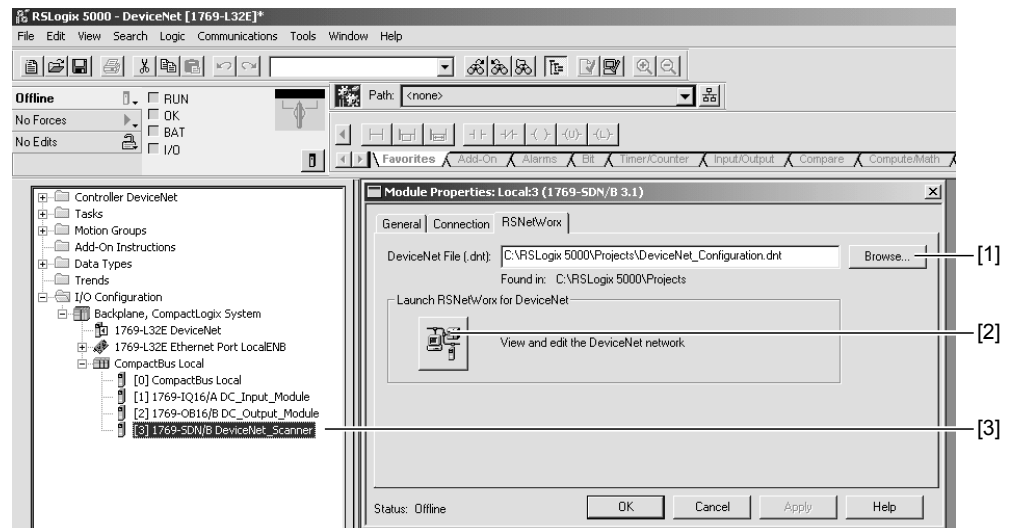 RSLogix 5000 - DeviceNet [1769-L32E]*
File Edit View Search Logic Communications Tools Window Help
Offline
RUN
Path: <none>
No Forces
OK
BAT
No Edits
I/O
Favorites Add-On Alarms Bit Timer/Counter Input/Output Compare Compute/Math
Controller DeviceNet
Tasks
Motion Groups
Add-On Instructions
Data Types
Trends
I/O Configuration
Backplane, CompactLogix System
1769-L32E DeviceNet
1769-L32E Ethernet Port LocalENB
CompactBus Local
[0] CompactBus Local
[1] 1769-IQ16/A DC_Input_Module
[2] 1769-OB16/B DC_Output_Module
[3] 1769-SDN/B DeviceNet_Scanner
Module Properties: Local:3 (1769-SDN/B 3.1)
General Connection RSNetWorx
DeviceNet File (.dnt): C:\RSLogix 5000\Projects\DeviceNet_Configuration.dnt Browse... [1]
Found in: C:\RSLogix 5000\Projects
Launch RSNetWorx for DeviceNet
View and edit the DeviceNet network [2]
[3]
Status: Offline OK Cancel Apply Help